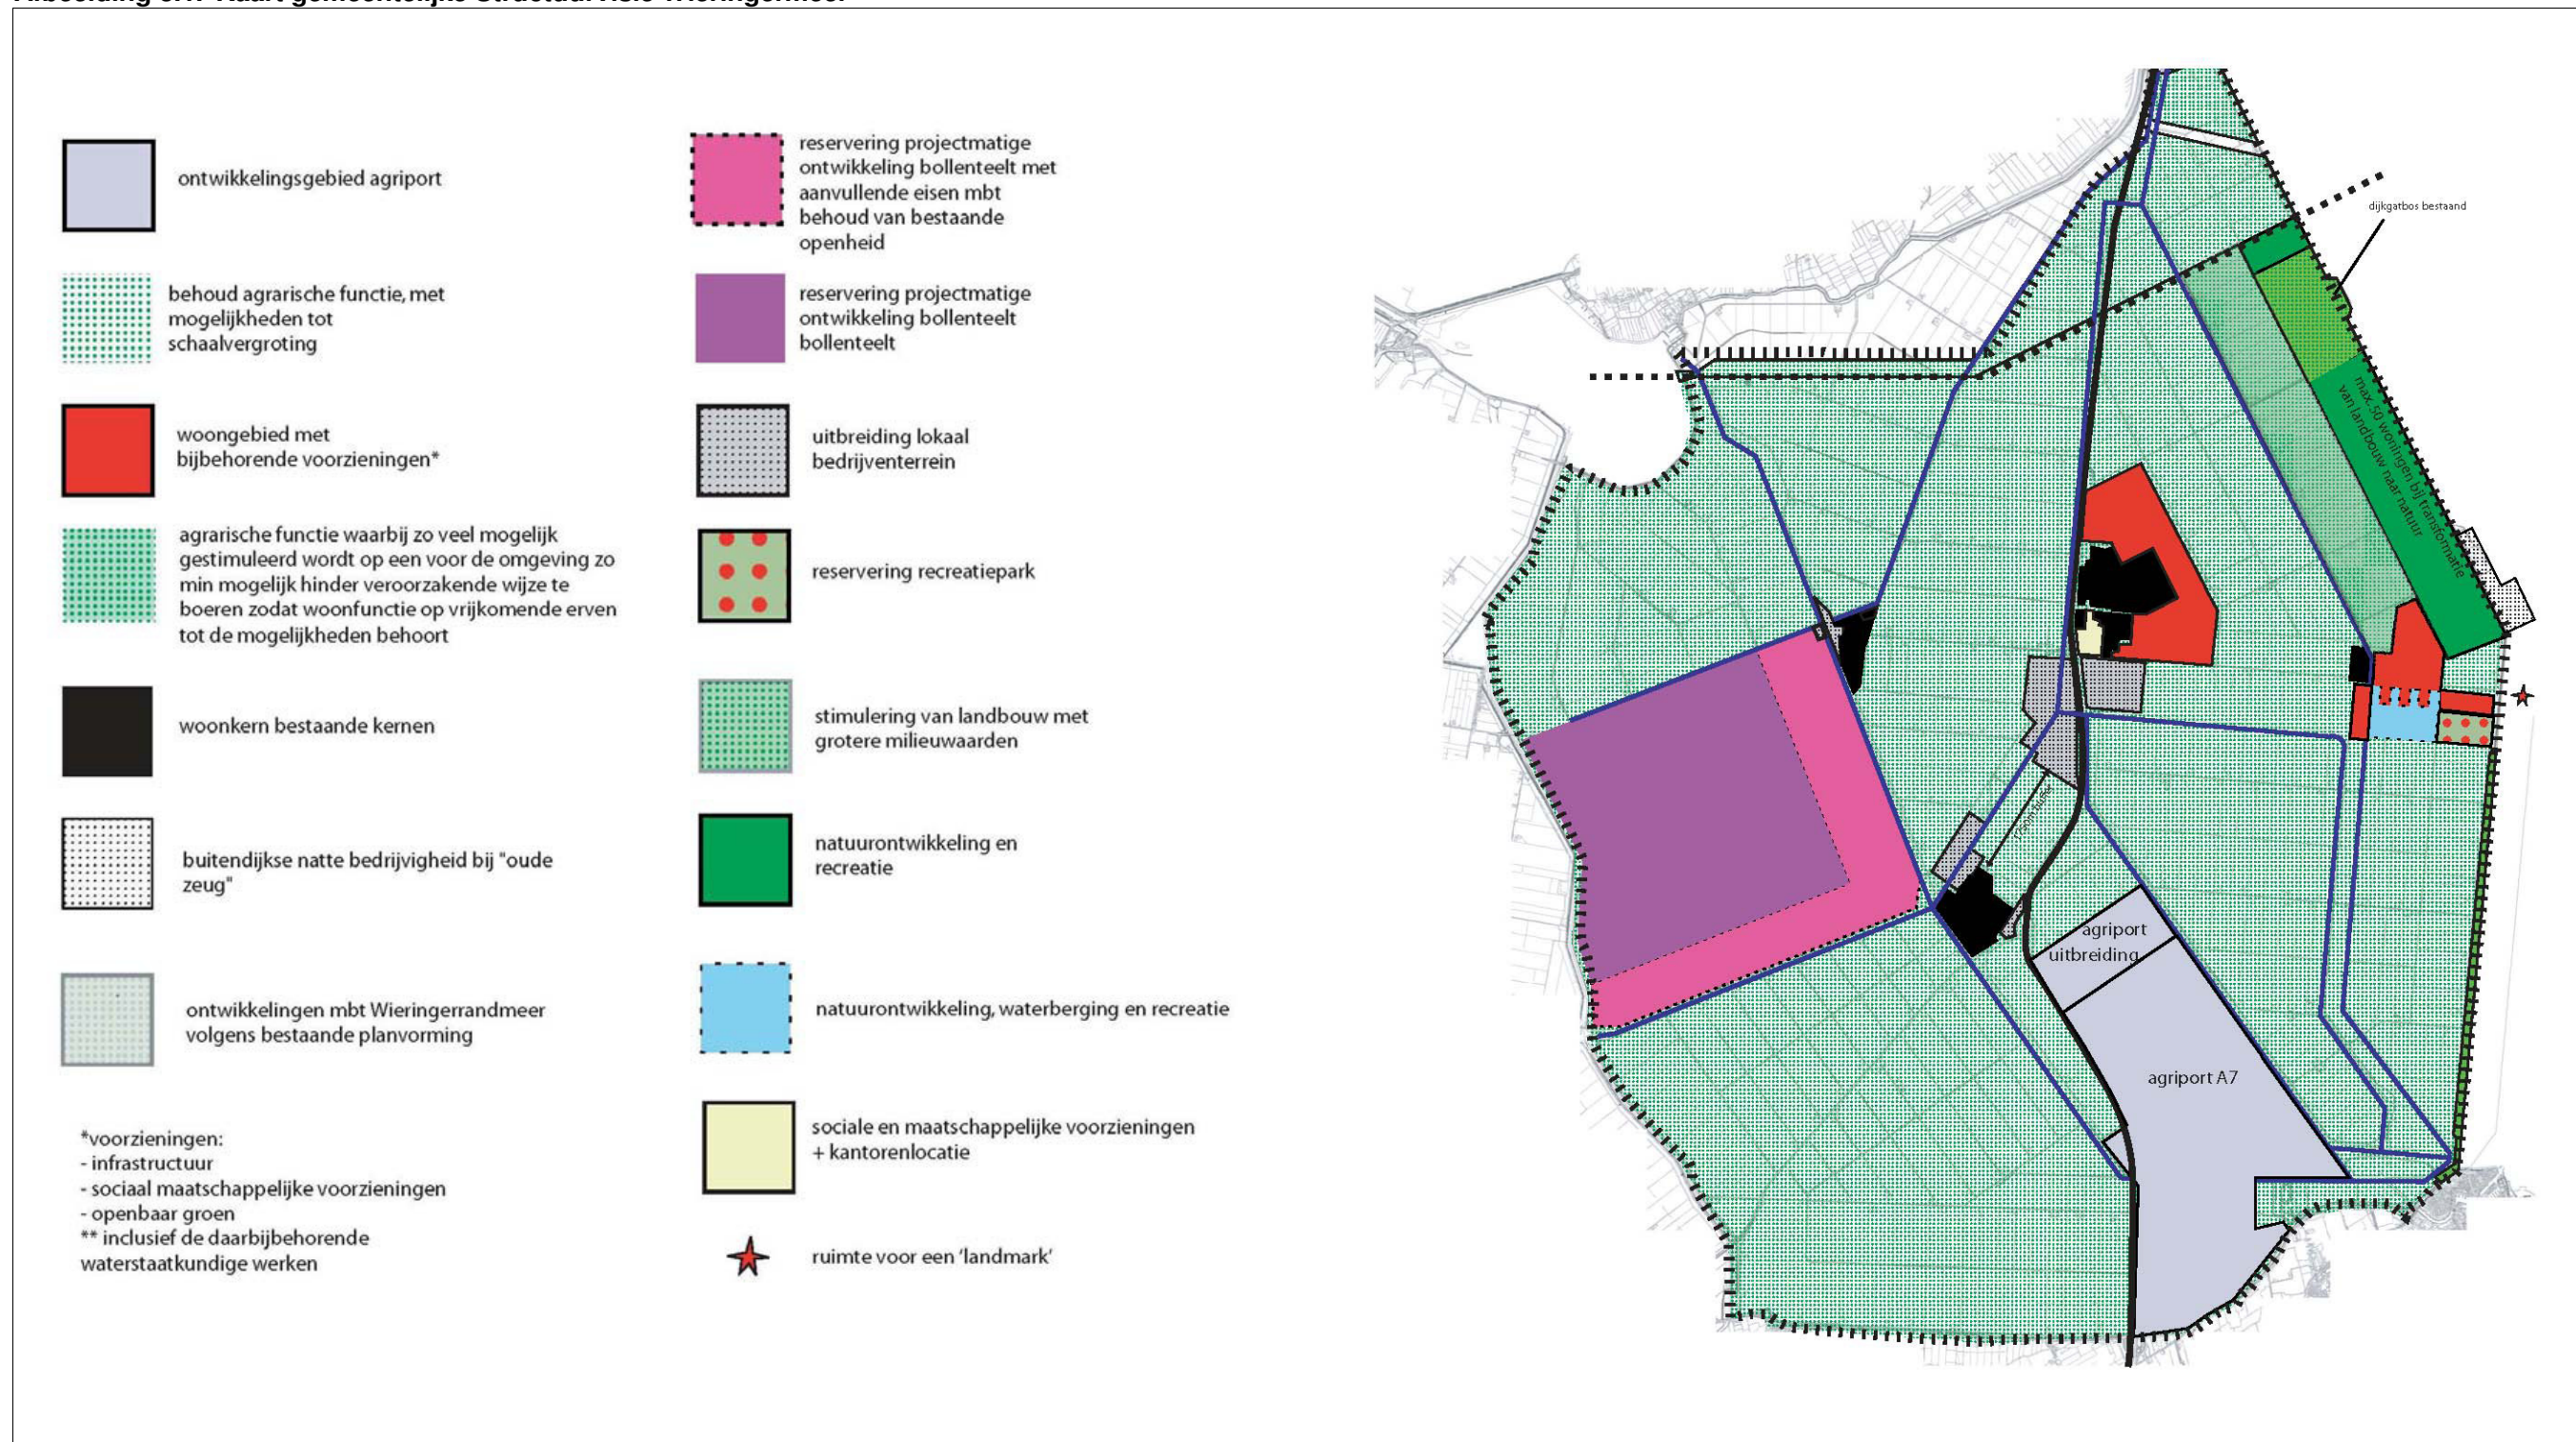 ontwikkelingsgebied agriport
behoud agrarische functie, met
mogelijkheden tot
schaalvergroting
woongebied met
bijbehorende voorzieningen*
agrarische functie waarbij zo veel mogelijk
gestimuleerd wordt op een voor de omgeving zo
min mogelijk hinder veroorzakende wijze te
boeren zodat woonfunctie op vrijkomende erven
tot de mogelijkheden behoort
woonkern bestaande kernen
buitendijkse natte bedrijvigheid bij "oude
zeug"
ontwikkelingen mbt Wieringerrandmeer
volgens bestaande planvorming
*voorzieningen:
- infrastructuur
- sociaal maatschappelijke voorzieningen
- openbaar groen
** inclusief de daarbijbehorende
waterstaatkundige werken
reservering projectmatige
ontwikkeling bollenteelt met
aanvullende eisen mbt
behoud van bestaande
openheid
reservering projectmatige
ontwikkeling bollenteelt
bollenteelt
uitbreiding lokaal
bedrijventerrein
reservering recreatiepark
stimulering van landbouw met
grotere milieuwaarden
natuurontwikkeling en
recreatie
natuurontwikkeling, waterberging en recreatie
sociale en maatschappelijke voorzieningen
+ kantorenlocatie
ruimte voor een 'landmark'
dijkgatbos bestaand
max. 50 woningen bij transformatie
van landbouw naar natuur
agriport
uitbreiding
agriport A7